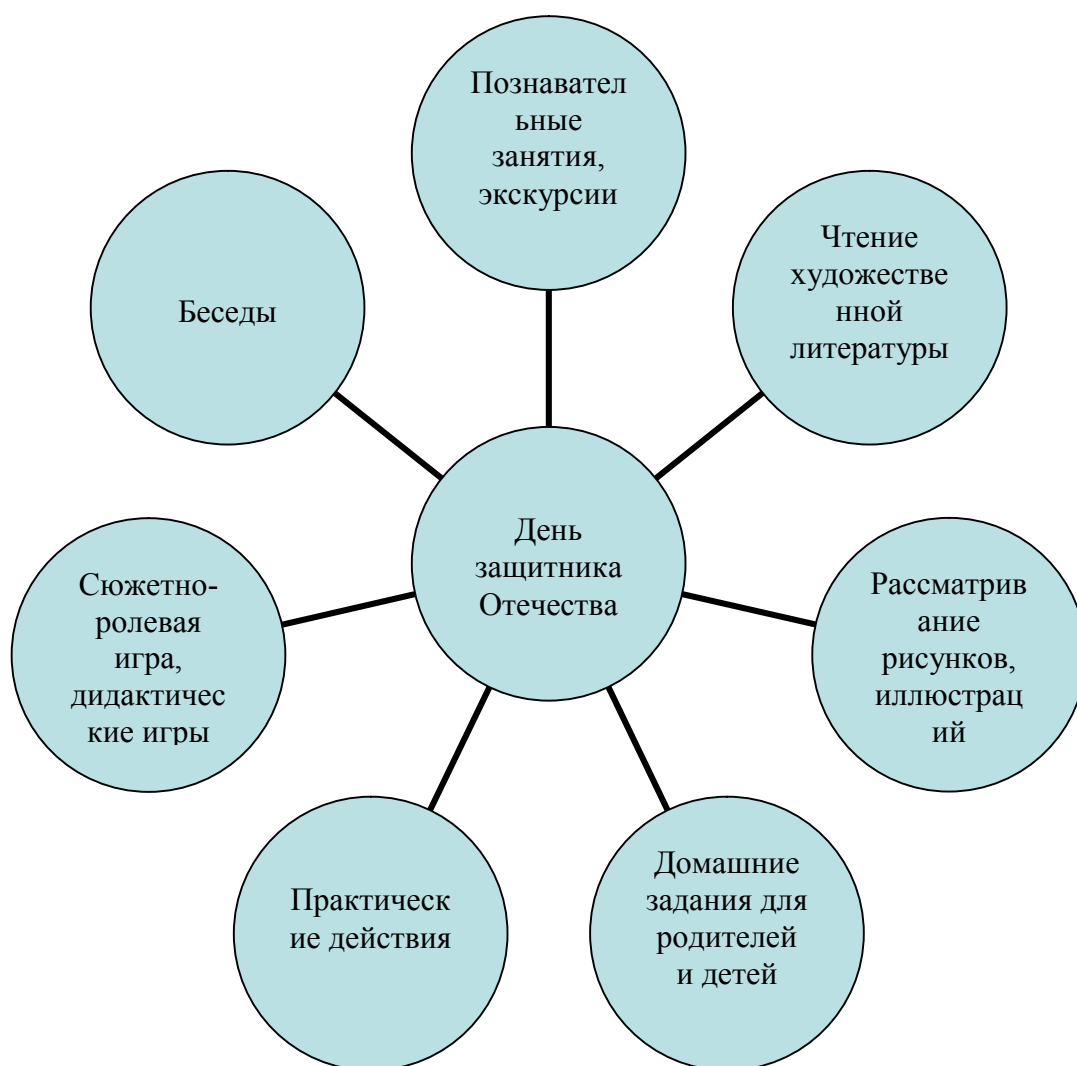 Познавател
ьные
занятия,
экскурсии
Чтение
художестве
нной
литературы
Беседы
День
защитника
Отечества
Сюжетно-
ролевая
игра,
дидактичес
кие игры
Рассматрив
ание
рисунков,
иллюстрац
ий
Практическ
ие действия
Домашние
задания для
родителей
и детей